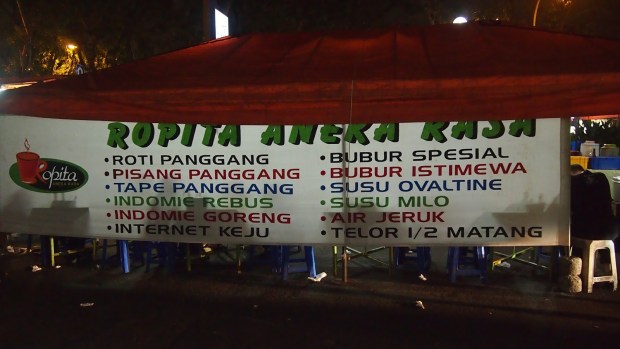 ROPITA ANEKA RASA
Ropita
• ROTI PANGGANG
• PISANG PANGGANG
• TAPE PANGGANG
• INDOMIE REBUS
• INDOMIE GORENG
• INTERNET KEJU
• BUBUR SPESIAL
• BUBUR ISTIMEWA
• SUSU OVALTINE
• SUSU MILO
• AIR JERUK
• TELOR 1/2 MATANG